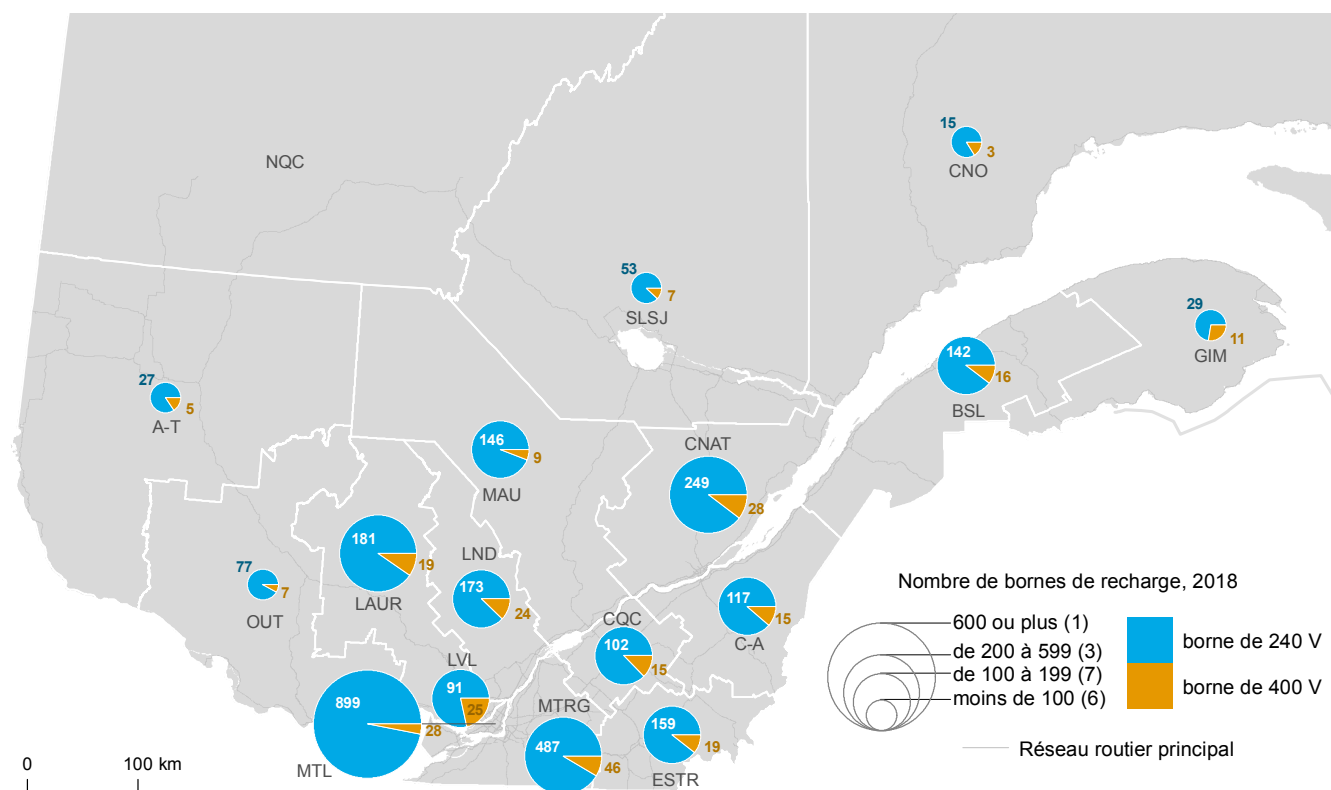 15
3
CNO
NQC
53
7
SLSJ
29
11
GIM
142
16
BSL
27
5
A-T
146
9
MAU
CNAT
249
28
181
19
LAUR
LND
173
24
77
7
OUT
117
15
C-A
CQC
102
15
LVL
91
25
899
28
MTL
MTRG
487
46
159
19
ESTR
Nombre de bornes de recharge, 2018
600 ou plus (1)
de 200 à 599 (3)
de 100 à 199 (7)
moins de 100 (6)
borne de 240 V
borne de 400 V
Réseau routier principal
0 100 km